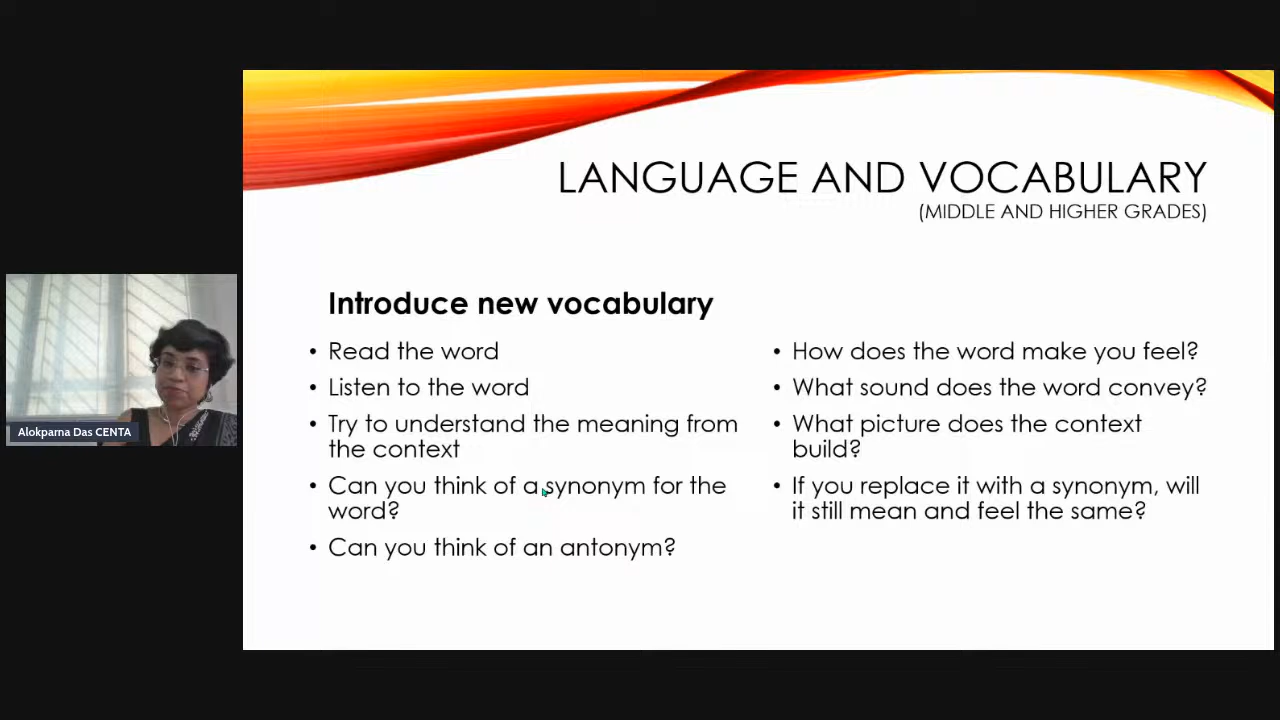 LANGUAGE AND VOCABULARY
(MIDDLE AND HIGHER GRADES)
Introduce new vocabulary
• Read the word
• Listen to the word
• Try to understand the meaning from
the context
• Can you think of a synonym for the
word?
• Can you think of an antonym?
• How does the word make you feel?
• What sound does the word convey?
• What picture does the context
build?
• If you replace it with a synonym, will
it still mean and feel the same?
Alokparna Das CENTA